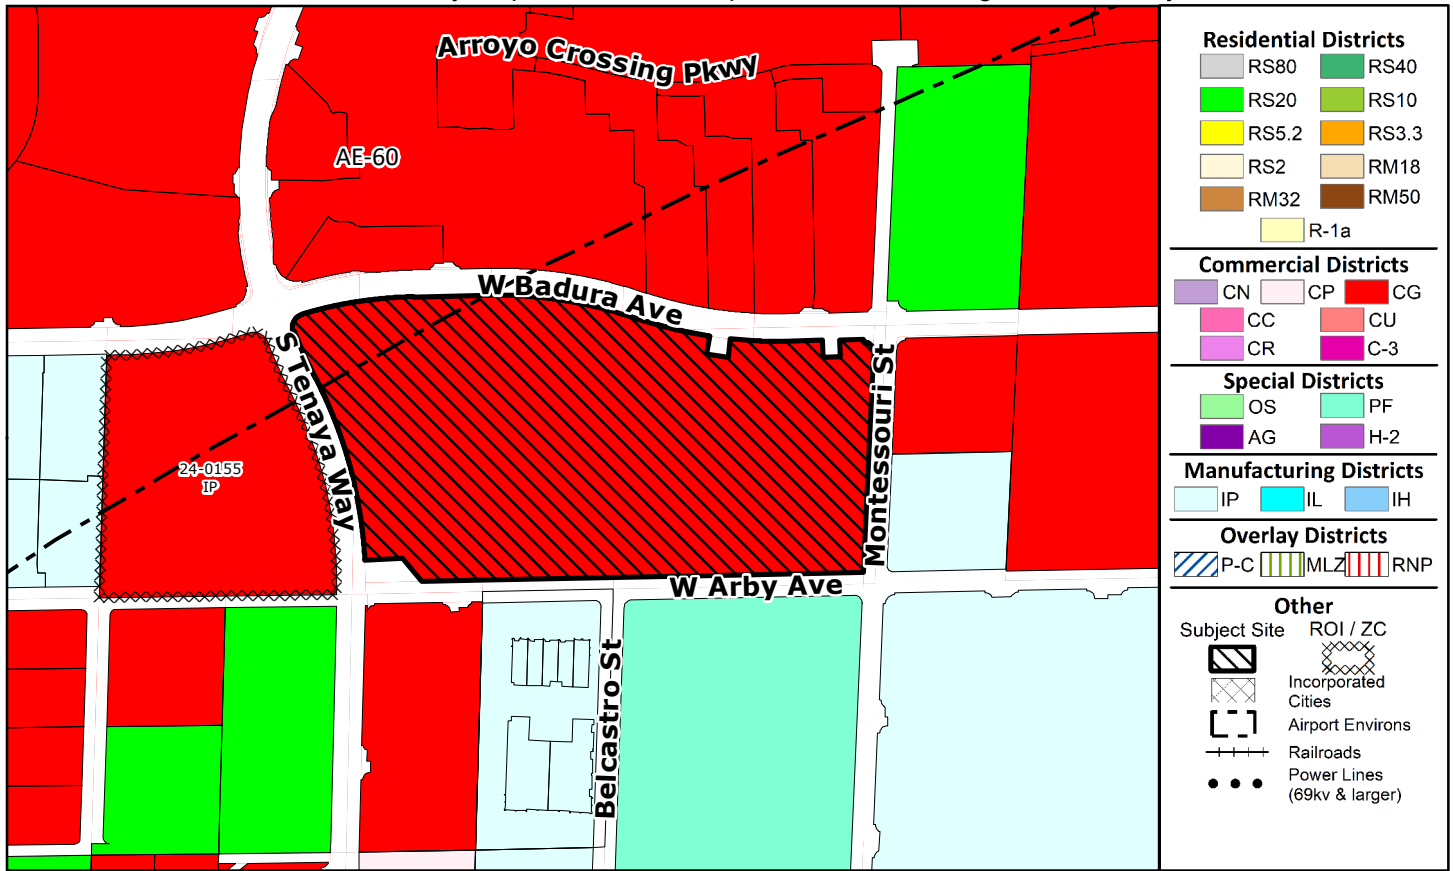 Arroyo Crossing Pkwy
AE-60
W Badura Ave
S Tenaya Way
24-0155
IP
Montessouri St
W Arby Ave
Belcastro St
Residential Districts
RS80
RS40
RS20
RS10
RS5.2
RS3.3
RS2
RM18
RM32
RM50
R-1a
Commercial Districts
CN
CP
CG
CC
CU
CR
C-3
Special Districts
OS
PF
AG
H-2
Manufacturing Districts
IP
IL
IH
Overlay Districts
P-C
MLZ
RNP
Other
Subject Site
ROI / ZC
Incorporated
Cities
Airport Environs
Railroads
Power Lines
(69kv & larger)